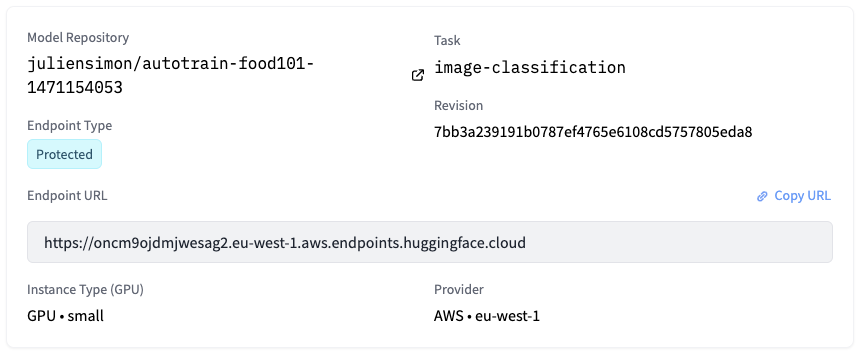 Model Repository
juliensimon/autotrain-food101-
1471154053
Task
image-classification
Endpoint Type
Protected
Revision
7bb3a239191b0787ef4765e6108cd5757805eda8
Endpoint URL
Copy URL
https://oncm9ojdmjwesag2.eu-west-1.aws.endpoints.huggingface.cloud
Instance Type (GPU)
GPU • small
Provider
AWS • eu-west-1